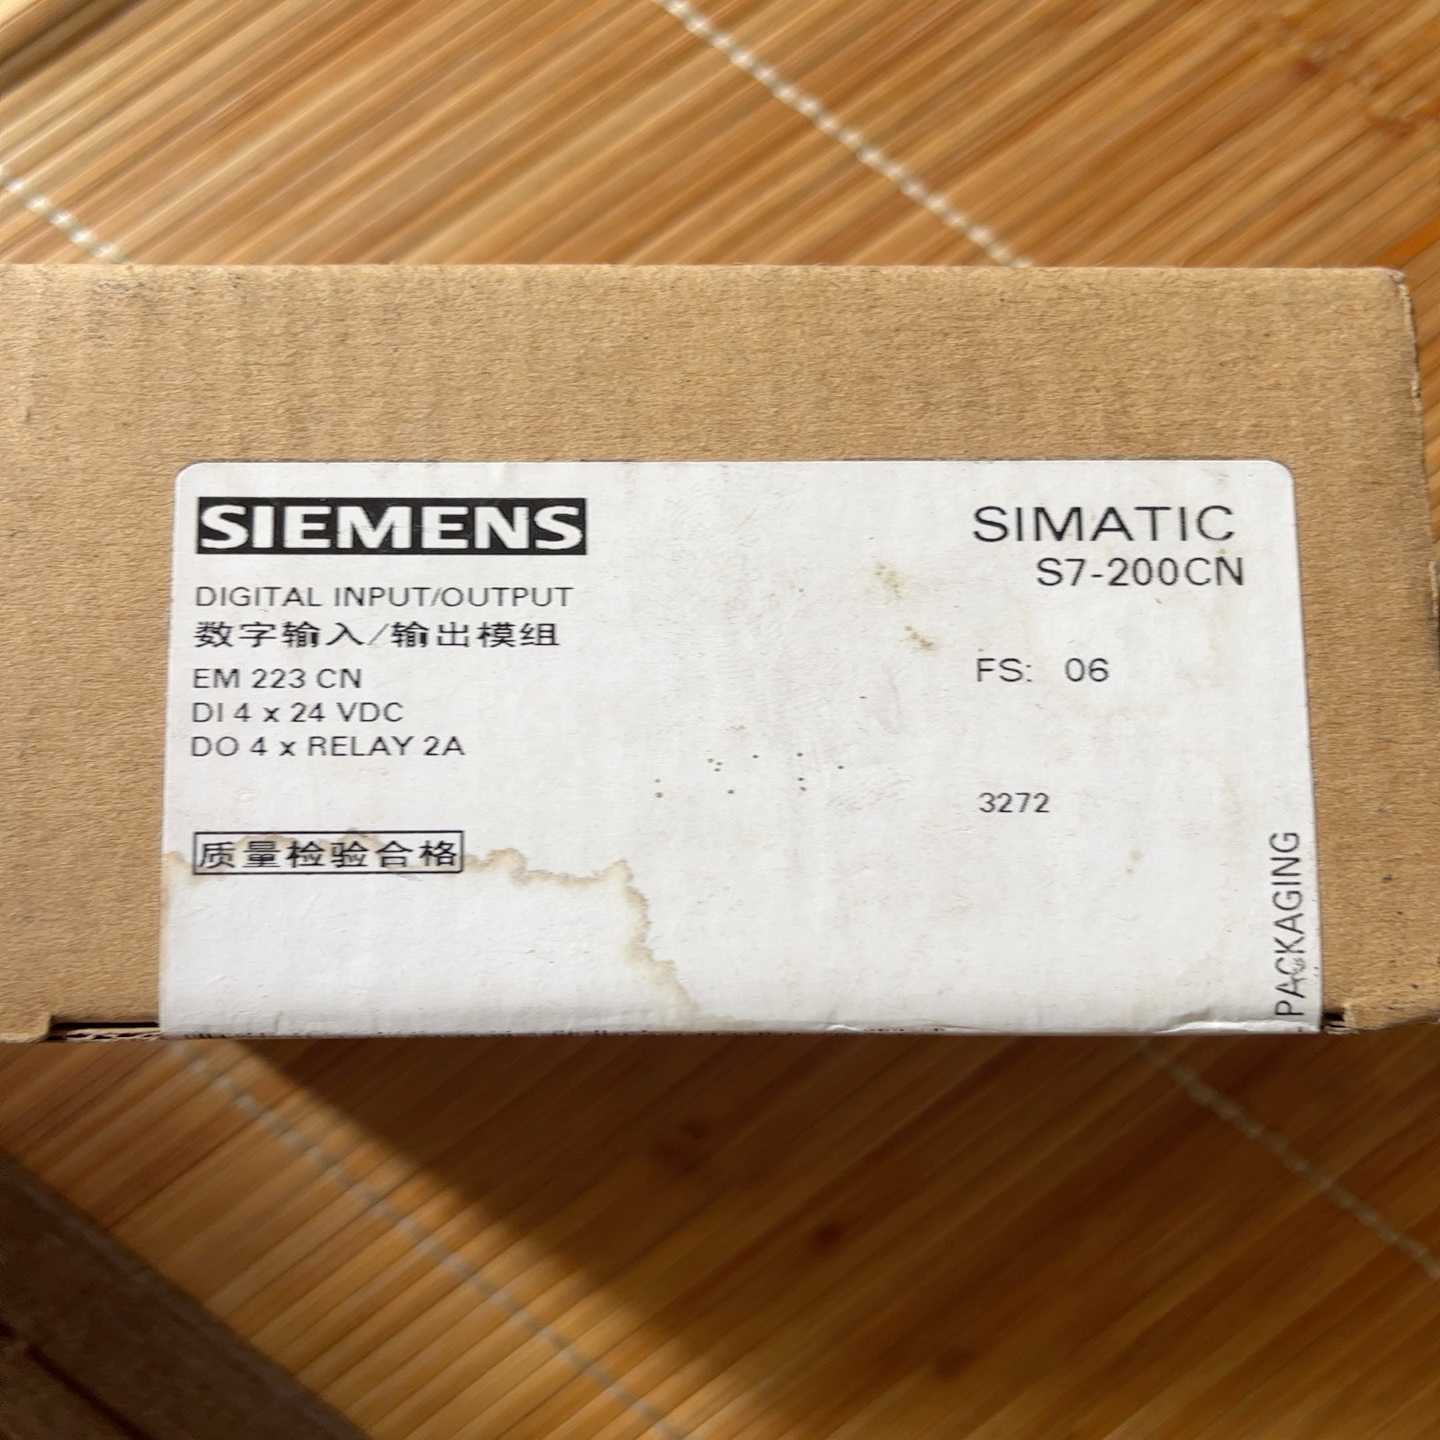 SIEMENS
SIMATIC
S7-200CN
DIGITAL INPUT/OUTPUT
数字输入/输出模组
EM 223 CN
DI 4 x 24 VDC
DO 4 x RELAY 2A
FS: 06
3272
质量检验合格
PACKAGING